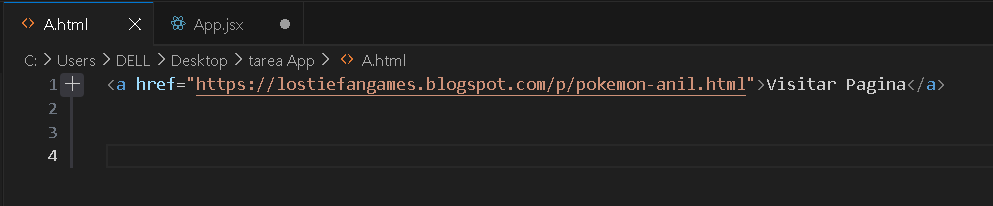 <> A.html × App.jsx ●
C: > Users > DELL > Desktop > tarea App > <> A.html
1 <a href="https://lostiefangames.blogspot.com/p/pokemon-anil.html">Visitar Pagina</a>
2
3
4